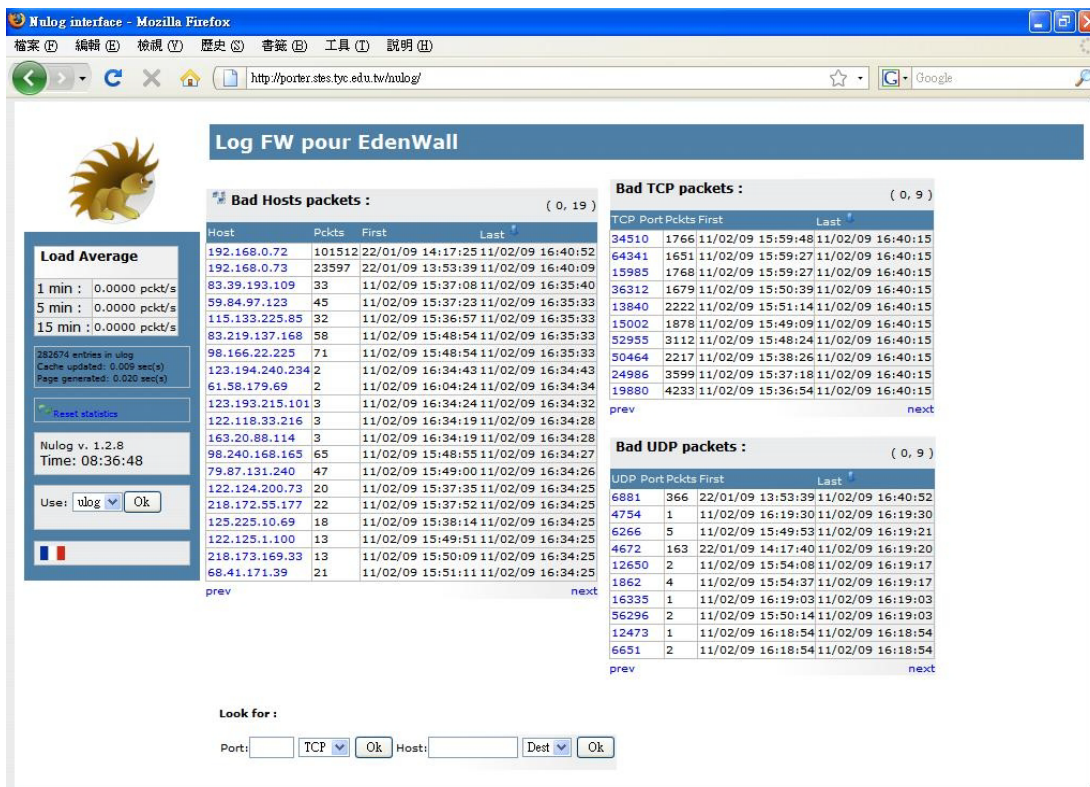 Nulog interface - Mozilla Firefox
檔案(F) 編輯(E) 檢視(V) 歷史(S) 書籤(B) 工具(T) 說明(H)
http://porter.stes.tyc.edu.tw/nulog/
G Google
Log FW pour EdenWall
Load Average
1 min : 0.0000 pckt/s
5 min : 0.0000 pckt/s
15 min : 0.0000 pckt/s
282674 entries in ulog
Cache updated: 0.009 sec(s)
Page generated: 0.020 sec(s)
Reset statistics
Nulog v. 1.2.8
Time: 08:36:48
Use: ulog Ok
Bad Hosts packets : ( 0, 19 )
Host Pckts First Last
192.168.0.72 101512 22/01/09 14:17:25 11/02/09 16:40:52
192.168.0.73 23597 22/01/09 13:53:39 11/02/09 16:40:09
83.39.193.109 33 11/02/09 15:37:08 11/02/09 16:35:40
59.84.97.123 45 11/02/09 15:37:23 11/02/09 16:35:33
115.133.225.85 32 11/02/09 15:36:57 11/02/09 16:35:33
83.219.137.168 58 11/02/09 15:48:54 11/02/09 16:35:33
98.166.22.225 71 11/02/09 15:48:54 11/02/09 16:35:33
123.194.240.234 2 11/02/09 16:34:43 11/02/09 16:34:43
61.58.179.69 2 11/02/09 16:04:24 11/02/09 16:34:34
123.193.215.101 3 11/02/09 16:34:24 11/02/09 16:34:32
122.118.33.216 3 11/02/09 16:34:19 11/02/09 16:34:28
163.20.88.114 3 11/02/09 16:34:19 11/02/09 16:34:28
98.240.168.165 65 11/02/09 15:48:55 11/02/09 16:34:27
79.87.131.240 47 11/02/09 15:49:00 11/02/09 16:34:26
122.124.200.73 20 11/02/09 15:37:35 11/02/09 16:34:25
218.172.55.177 22 11/02/09 15:37:52 11/02/09 16:34:25
125.225.10.69 18 11/02/09 15:38:14 11/02/09 16:34:25
122.125.1.100 13 11/02/09 15:49:51 11/02/09 16:34:25
218.173.169.33 13 11/02/09 15:50:09 11/02/09 16:34:25
68.41.171.39 21 11/02/09 15:51:11 11/02/09 16:34:25
prev next
Bad TCP packets : ( 0, 9 )
TCP Port Pckts First Last
34510 1766 11/02/09 15:59:48 11/02/09 16:40:15
64341 1651 11/02/09 15:59:27 11/02/09 16:40:15
15985 1768 11/02/09 15:59:27 11/02/09 16:40:15
36312 1679 11/02/09 15:50:39 11/02/09 16:40:15
13840 2222 11/02/09 15:51:14 11/02/09 16:40:15
15002 1878 11/02/09 15:49:09 11/02/09 16:40:15
52955 3112 11/02/09 15:48:24 11/02/09 16:40:15
50464 2217 11/02/09 15:38:26 11/02/09 16:40:15
24986 3599 11/02/09 15:37:18 11/02/09 16:40:15
19880 4233 11/02/09 15:36:54 11/02/09 16:40:15
prev next
Bad UDP packets : ( 0, 9 )
UDP Port Pckts First Last
6881 366 22/01/09 13:53:39 11/02/09 16:40:52
4754 1 11/02/09 16:19:30 11/02/09 16:19:30
6266 5 11/02/09 15:49:53 11/02/09 16:19:21
4672 163 22/01/09 14:17:40 11/02/09 16:19:20
12650 2 11/02/09 15:54:08 11/02/09 16:19:17
1862 4 11/02/09 15:54:37 11/02/09 16:19:17
16335 1 11/02/09 16:19:03 11/02/09 16:19:03
56296 2 11/02/09 15:50:14 11/02/09 16:19:03
12473 1 11/02/09 16:18:54 11/02/09 16:18:54
6651 2 11/02/09 16:18:54 11/02/09 16:18:54
prev next
Look for :
Port: TCP Ok Host: Dest Ok